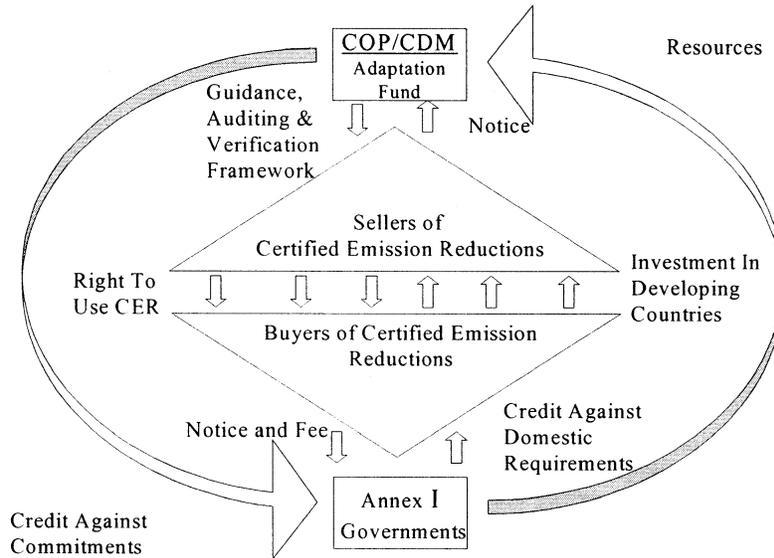 COP/CDM
Adaptation
Fund
Resources
Guidance,
Auditing &
Verification
Framework
Notice
Sellers of
Certified Emission Reductions
Right To
Use CER
Investment In
Developing
Countries
Buyers of Certified Emission
Reductions
Notice and Fee
Credit Against
Domestic
Requirements
Annex I
Governments
Credit Against
Commitments